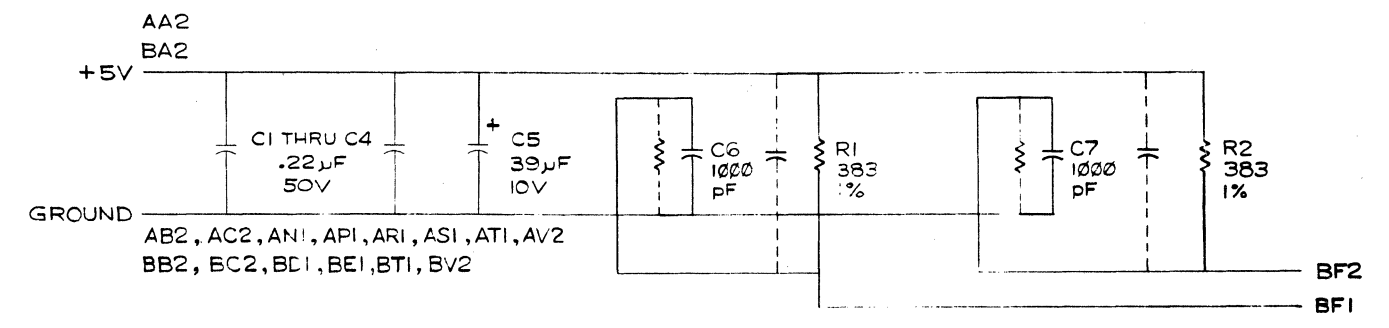 AA2
BA2
+5V
C1 THRU C4
.22µF
50V
+
C5
39µF
10V
C6
1000
pF
R1
383
1%
C7
1000
pF
R2
383
1%
GROUND
AB2, AC2, AN1, AP1, AR1, AS1, AT1, AV2
BB2, BC2, BD1, BE1, BT1, BV2
BF2
BF1